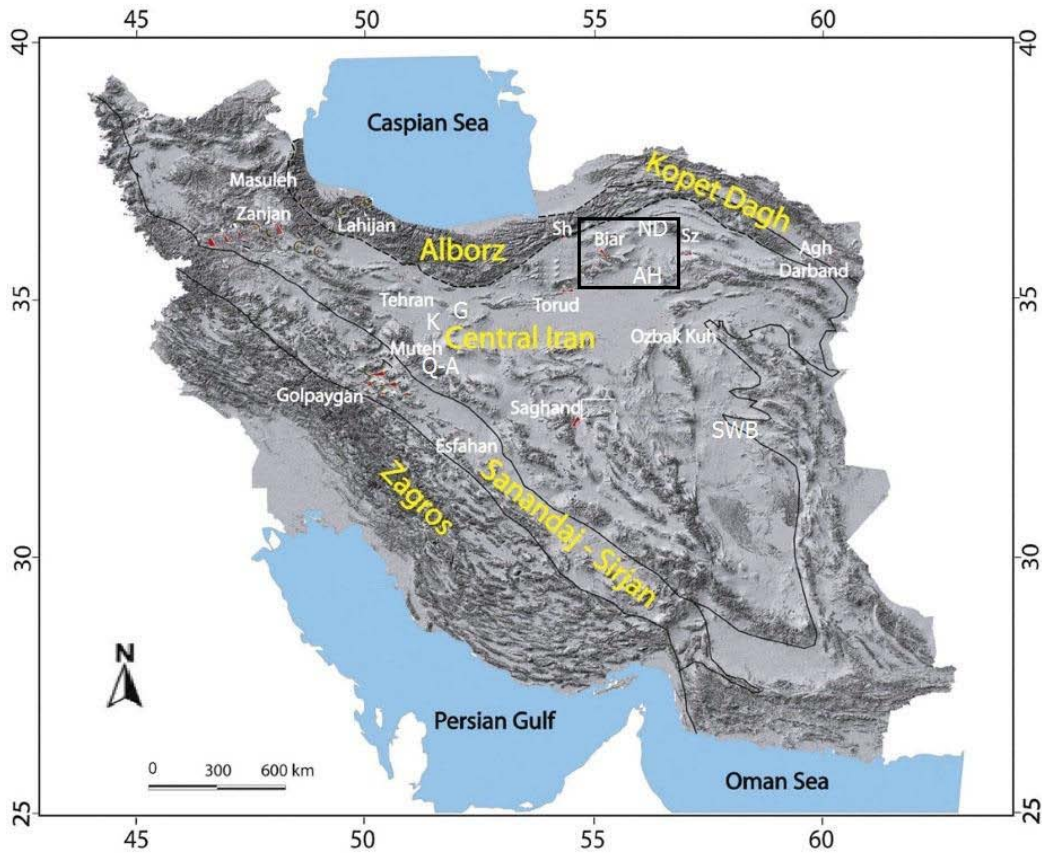 45 50 55 60
40 40
Caspian Sea
Kopet Dagh
Masuleh
Zanjan
Lahijan
Alborz
Sh
Biar
ND
Sz
Agh
Darband
AH
35 35
Tehran
Torud
G
K
Central Iran
Ozbak Kuh
Muteh
Q-A
Golpaygan
Saghand
SWB
Esfahan
Zagros
Sanandaj - Sirjan
30 30
N
Persian Gulf
0 300 600 km
Oman Sea
25 25
45 50 55 60